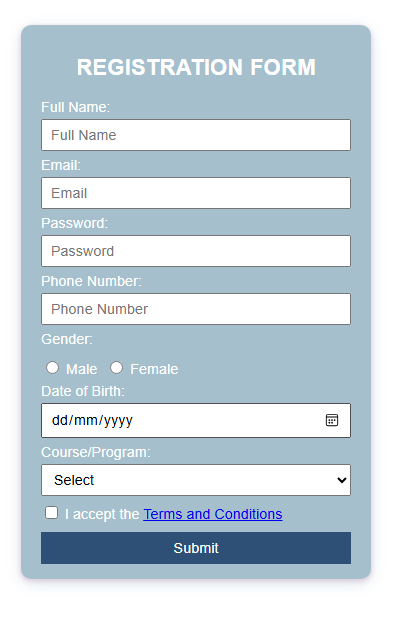 REGISTRATION FORM
Full Name:
Full Name
Email:
Email
Password:
Password
Phone Number:
Phone Number
Gender:
Male Female
Date of Birth:
dd/mm/yyyy
Course/Program:
Select
I accept the Terms and Conditions
Submit